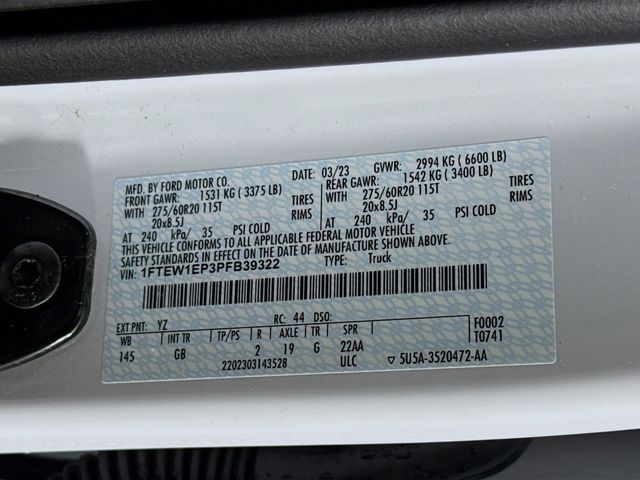 MFD. BY FORD MOTOR CO. DATE: 03/23 GVWR: 2994 KG ( 6600 LB)
FRONT GAWR: 1531 KG ( 3375 LB) REAR GAWR: 1542 KG ( 3400 LB)
WITH 275/60R20 115T TIRES 275/60R20 115T TIRES
20x8.5J RIMS WITH 20x8.5J RIMS
AT 240 kPa/ 35 PSI COLD AT 240 kPa/ 35 PSI COLD
THIS VEHICLE CONFORMS TO ALL APPLICABLE FEDERAL MOTOR VEHICLE
SAFETY STANDARDS IN EFFECT ON THE DATE OF MANUFACTURE SHOWN ABOVE.
VIN: 1FTEW1EP3PFB39322 TYPE: Truck
EXT PNT: YZ RC: 44 DSO: F0002
WB INT TR TP/PS R AXLE TR SPR T0741
145 GB 2 19 G 22AA
2202303143528 ULC ▽ 5U5A-3520472-AA